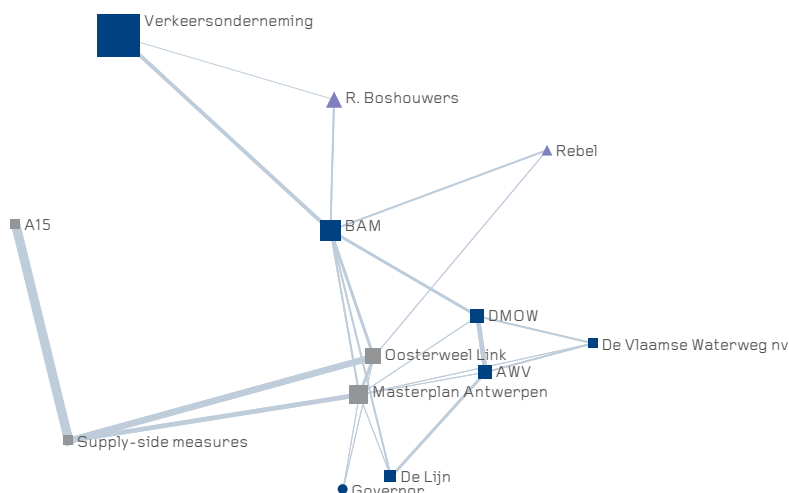 Verkeersonderneming
R. Boshouwers
Rebel
A15
BAM
DMOW
De Vlaamse Waterweg nv
Oosterweel Link
AWV
Masterplan Antwerpen
Supply-side measures
De Lijn
Governor